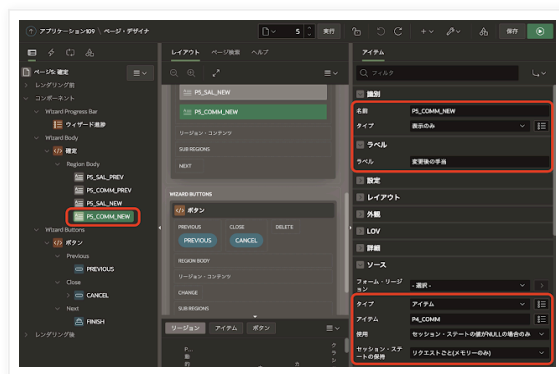 アプリケーション109 \ ページ・デザイナ
5
実行
保存
レイアウト
ページ検索
ヘルプ
アイテム
ページ5: 確定
レンダリング前
コンポーネント
Wizard Progress Bar
ウィザード進捗
Wizard Body
確定
Region Body
P5_SAL_PREV
P5_COMM_PREV
P5_SAL_NEW
P5_COMM_NEW
Wizard Buttons
ボタン
Previous
PREVIOUS
Close
CANCEL
Next
FINISH
レンダリング後
P5_SAL_NEW
P5_COMM_NEW
リージョン・コンテンツ
SUB REGIONS
NEXT
WIZARD BUTTONS
ボタン
PREVIOUS
CLOSE
DELETE
PREVIOUS
CANCEL
REGION BODY
リージョン・コンテンツ
CHANGE
SUB REGIONS
リージョン
アイテム
ボタン
フィルタ
識別
名前
P5_COMM_NEW
タイプ
表示のみ
ラベル
ラベル
変更後の手当
設定
レイアウト
外観
LOV
詳細
ソース
フォーム・リージョン
- 選択 -
タイプ
アイテム
アイテム
P4_COMM
使用
セッション・ステートの値がNULLの場合のみ
セッション・ステートの保持
リクエストごと(メモリーのみ)